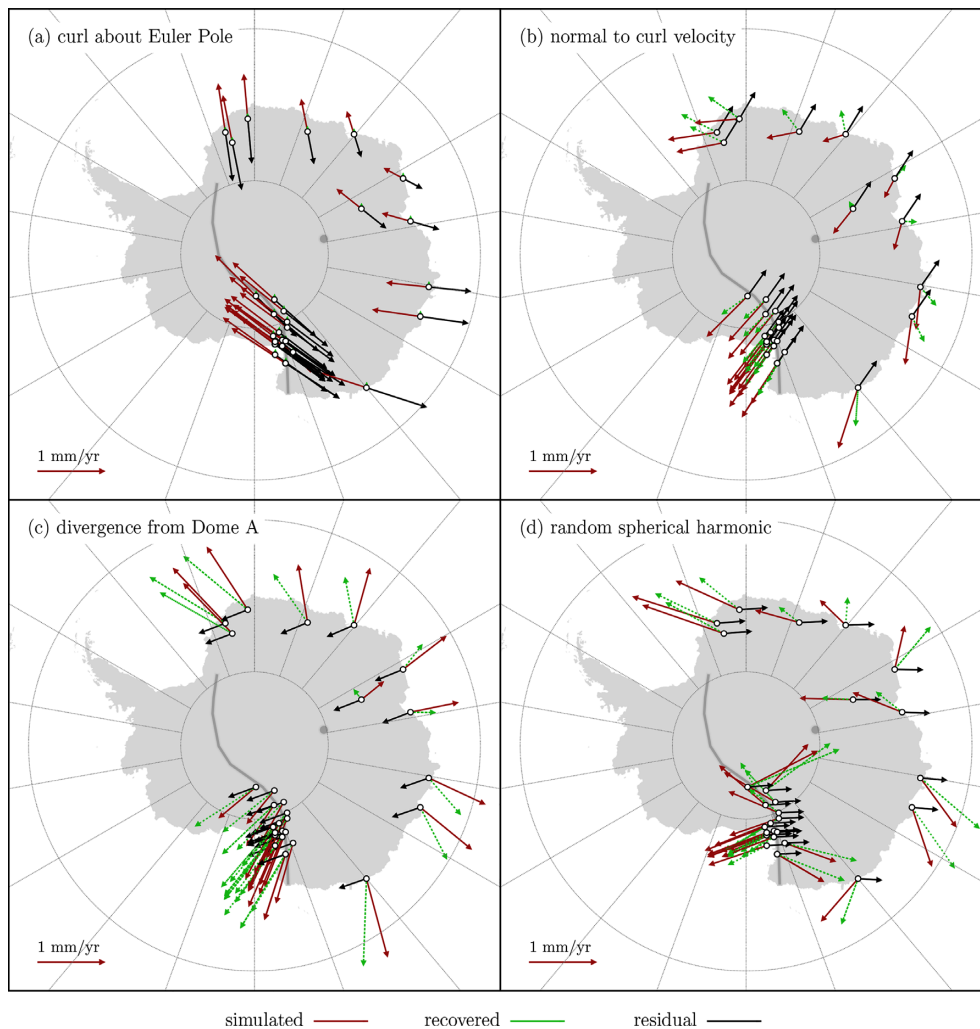 (a) curl about Euler Pole
(b) normal to curl velocity
1 mm/yr
1 mm/yr
(c) divergence from Dome A
(d) random spherical harmonic
1 mm/yr
1 mm/yr
simulated recovered residual